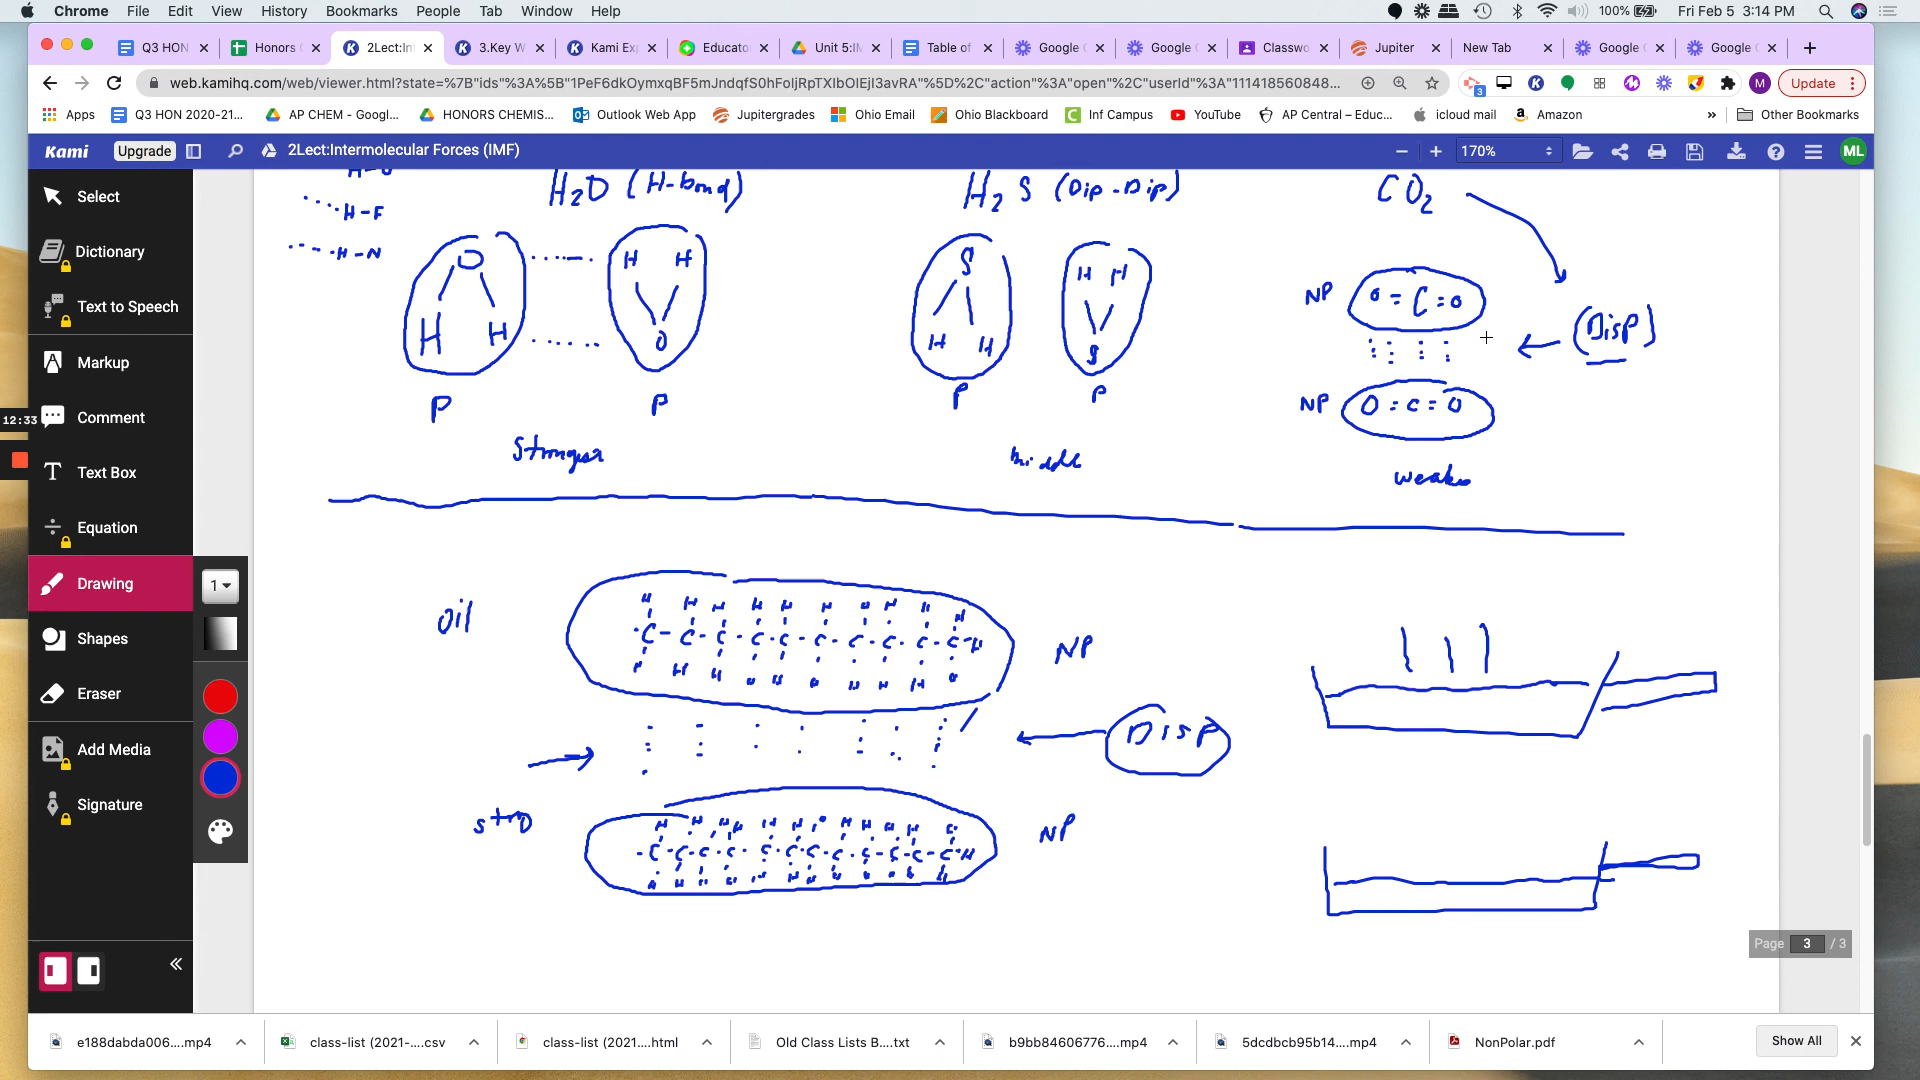 Chrome File Edit View History Bookmarks People Tab Window Help 100% Fri Feb 5 3:14 PM
Q3 HON 2Lect:In 3.Key W Kami Ex Educato Unit 5:IM Table of Google Google Classwo Jupiter New Tab Google Google
Honors
web.kamihq.com/web/viewer.html?state=%7B"ids"%3A%5B"1PeF6dkOymxqBF5mJndqfS0hFoljRpTXIbOIEjI3avRA"%5D%2C"action"%3A"open"%2C"userId"%3A"111418560848... 3 M Update
Apps Q3 HON 2020-21... AP CHEM - Googl... HONORS CHEMIS... Outlook Web App Jupitergrades Ohio Email Ohio Blackboard Inf Campus YouTube AP Central – Educ... icloud mail Amazon » Other Bookmarks
Kami Upgrade 2Lect:Intermolecular Forces (IMF) 170% ML
Select
Dictionary
Text to Speech
Markup
Comment
12:33
Text Box
Equation
Drawing
1
Shapes
Eraser
Add Media
Signature
H2O (H-bond) H2S (Dip-Dip) CO2
H-F
H-N
O H H
H H O
S H H
H H S
NP O=C=O
(Disp)
NP O=C=O
P P P P
Stronger middle weak
oil
NP
Disp
stro
NP
Page 3 / 3
e188dabda006....mp4 class-list (2021-....csv class-list (2021....html Old Class Lists B....txt b9bb84606776....mp4 5dcdbcb95b14....mp4 NonPolar.pdf Show All